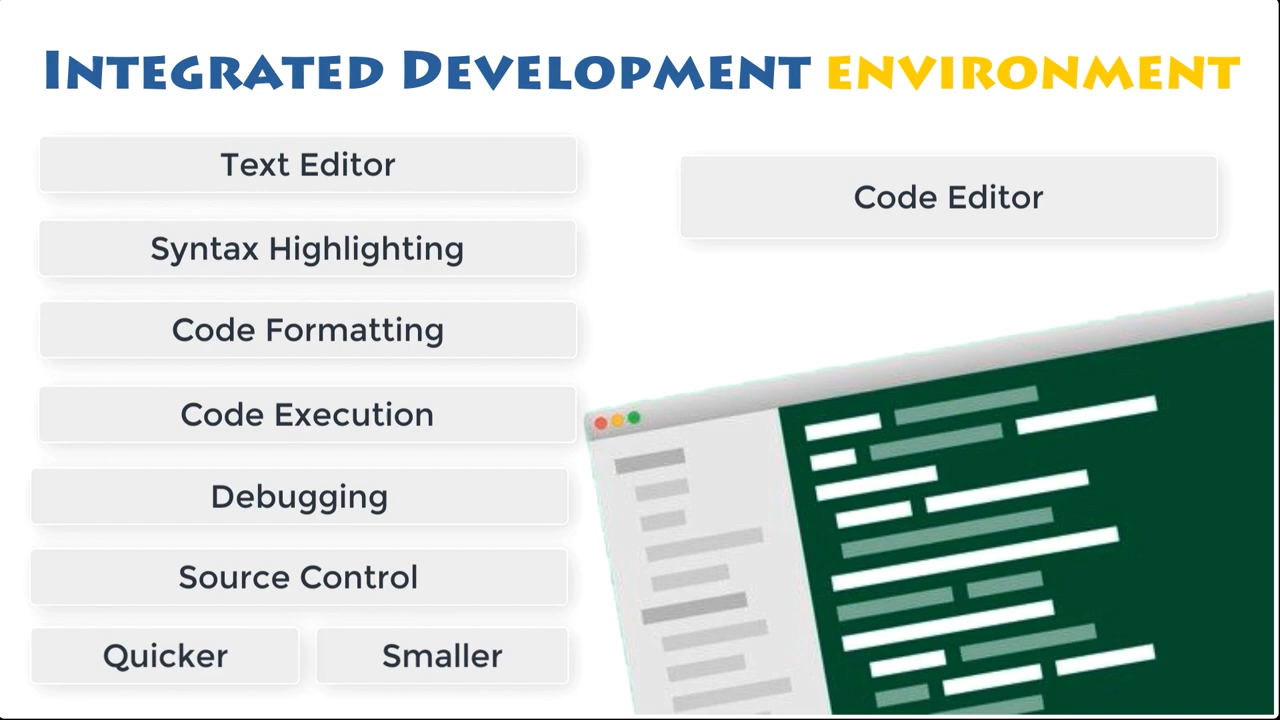 Integrated Development environment
Text Editor
Syntax Highlighting
Code Formatting
Code Execution
Debugging
Source Control
Quicker
Smaller
Code Editor